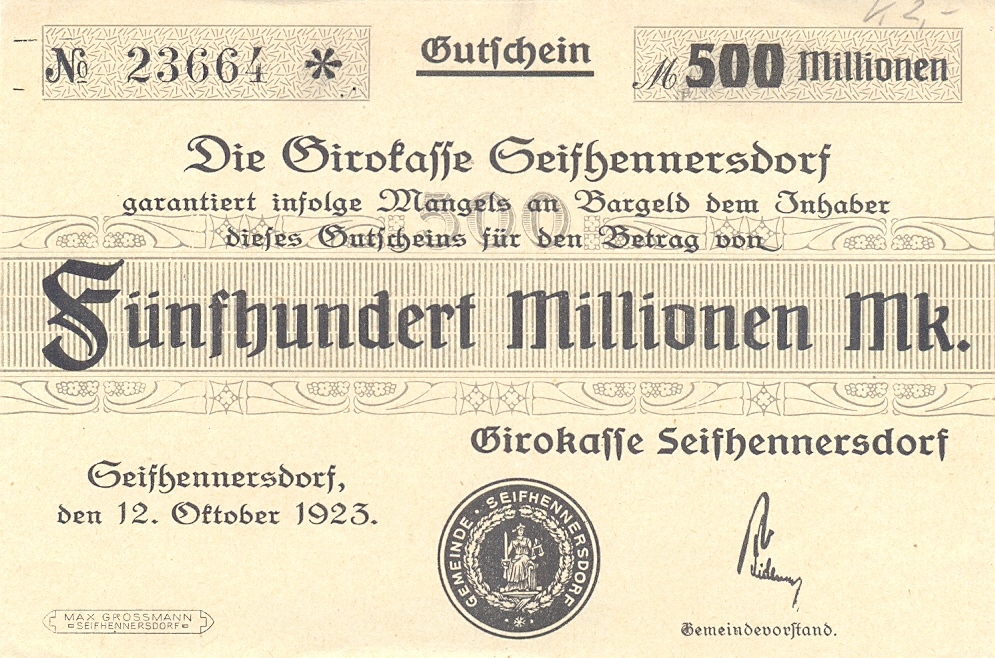 № 23664 *
Gutschein
M 500 Millionen
Die Girokasse Seifhennersdorf
garantiert infolge Mangels an Bargeld dem Inhaber
dieses Gutscheins für den Betrag von
500
Fünfhundert Millionen Mk.
Girokasse Seifhennersdorf
Seifhennersdorf,
den 12. Oktober 1923.
GEMEINDE · SEIFHENNERSDORF
Gemeindevorstand.
MAX GROSSMANN
SEIFHENNERSDORF